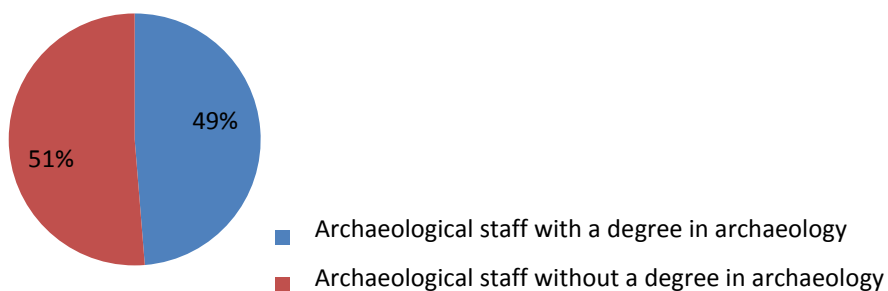 49%
51%
Archaeological staff with a degree in archaeology
Archaeological staff without a degree in archaeology